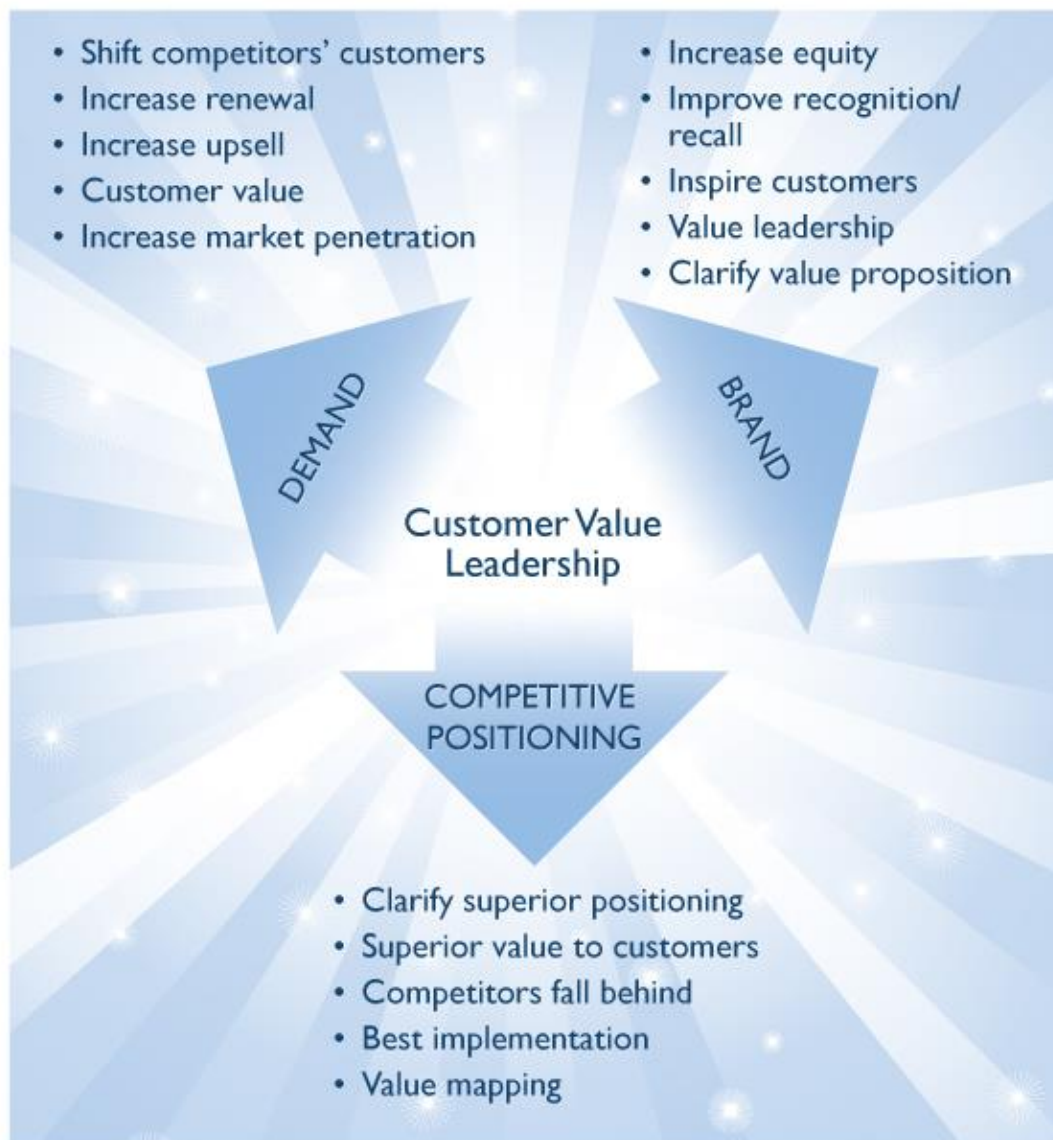 • Shift competitors' customers
• Increase renewal
• Increase upsell
• Customer value
• Increase market penetration
• Increase equity
• Improve recognition/
recall
• Inspire customers
• Value leadership
• Clarify value proposition
DEMAND
BRAND
Customer Value
Leadership
COMPETITIVE
POSITIONING
• Clarify superior positioning
• Superior value to customers
• Competitors fall behind
• Best implementation
• Value mapping